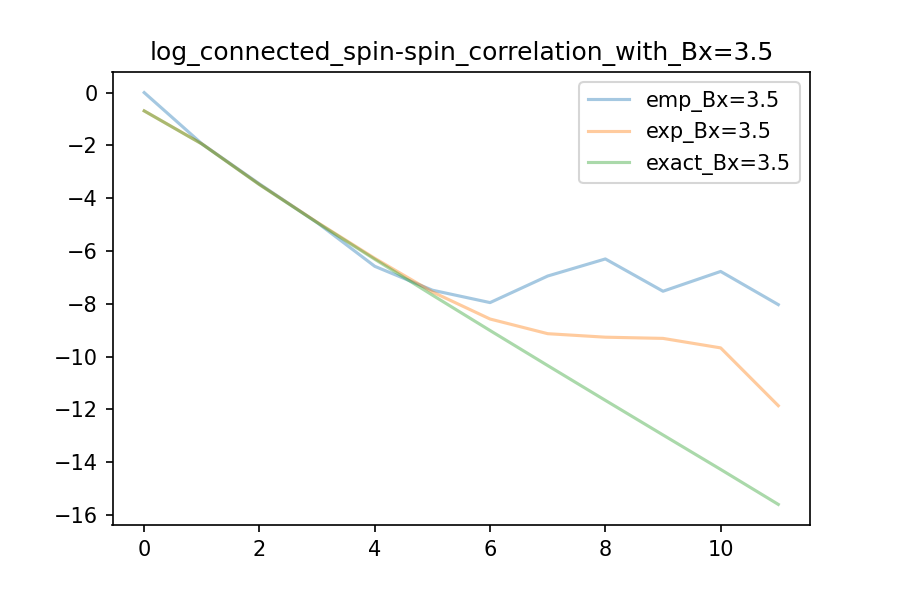 log_connected_spin-spin_correlation_with_Bx=3.5
emp_Bx=3.5
exp_Bx=3.5
exact_Bx=3.5
0
−2
−4
−6
−8
−10
−12
−14
−16
0 2 4 6 8 10